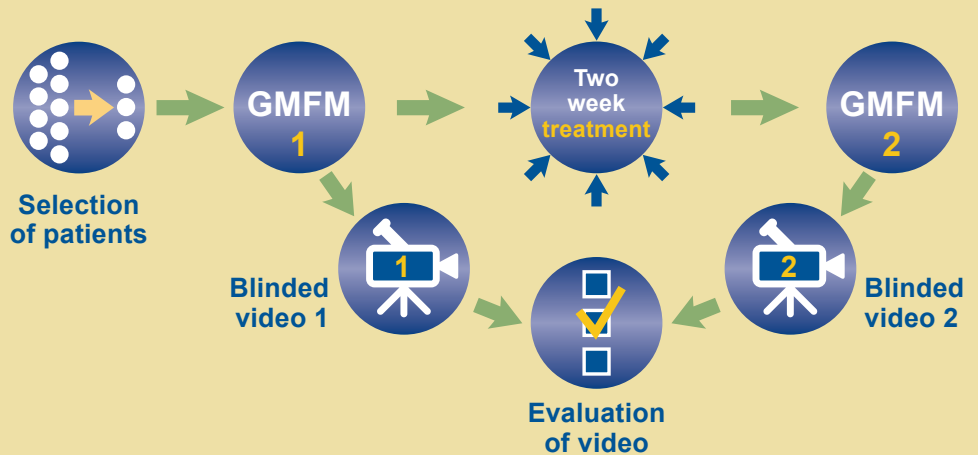 GMFM
1
Two
week
treatment
GMFM
2
Selection
of patients
1
Blinded
video 1
2
Blinded
video 2
Evaluation
of video